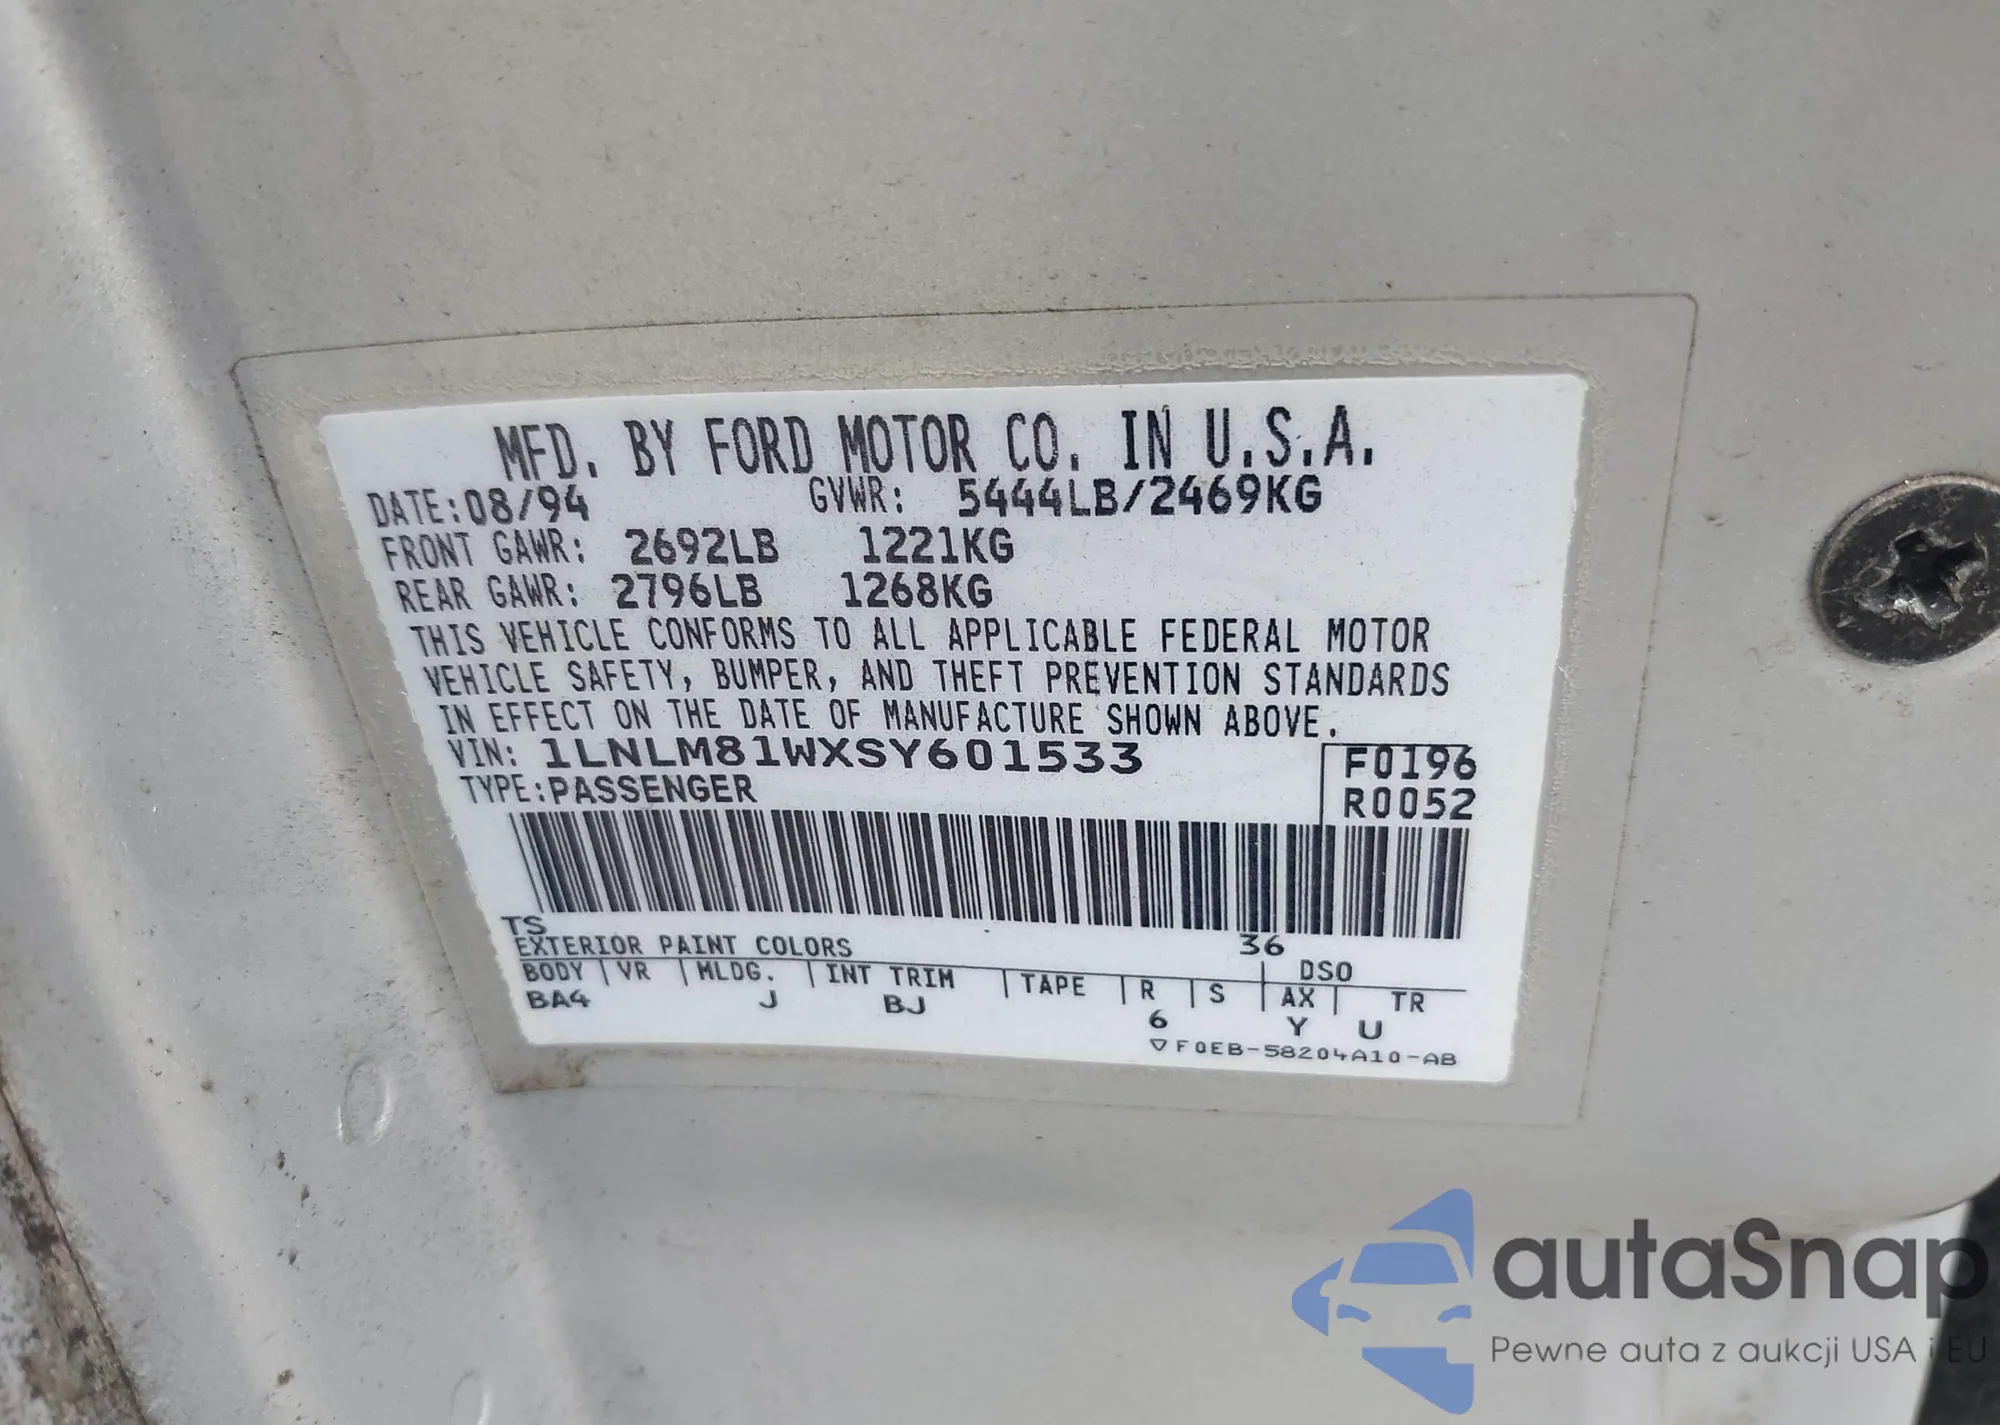 MFD. BY FORD MOTOR CO. IN U.S.A.
DATE:08/94 GVWR: 5444LB/2469KG
FRONT GAWR: 2692LB 1221KG
REAR GAWR: 2796LB 1268KG
THIS VEHICLE CONFORMS TO ALL APPLICABLE FEDERAL MOTOR
VEHICLE SAFETY, BUMPER, AND THEFT PREVENTION STANDARDS
IN EFFECT ON THE DATE OF MANUFACTURE SHOWN ABOVE.
VIN: 1LNLM81WXSY601533 F0196
TYPE:PASSENGER R0052
TS
EXTERIOR PAINT COLORS 36 DSO
BODY | VR | MLDG. | INT TRIM | TAPE | R | S | AX | TR
BA4 J BJ 6 Y U
▽F0EB-58204A10-AB
autaSnap
Pewne auta z aukcji USA i EU